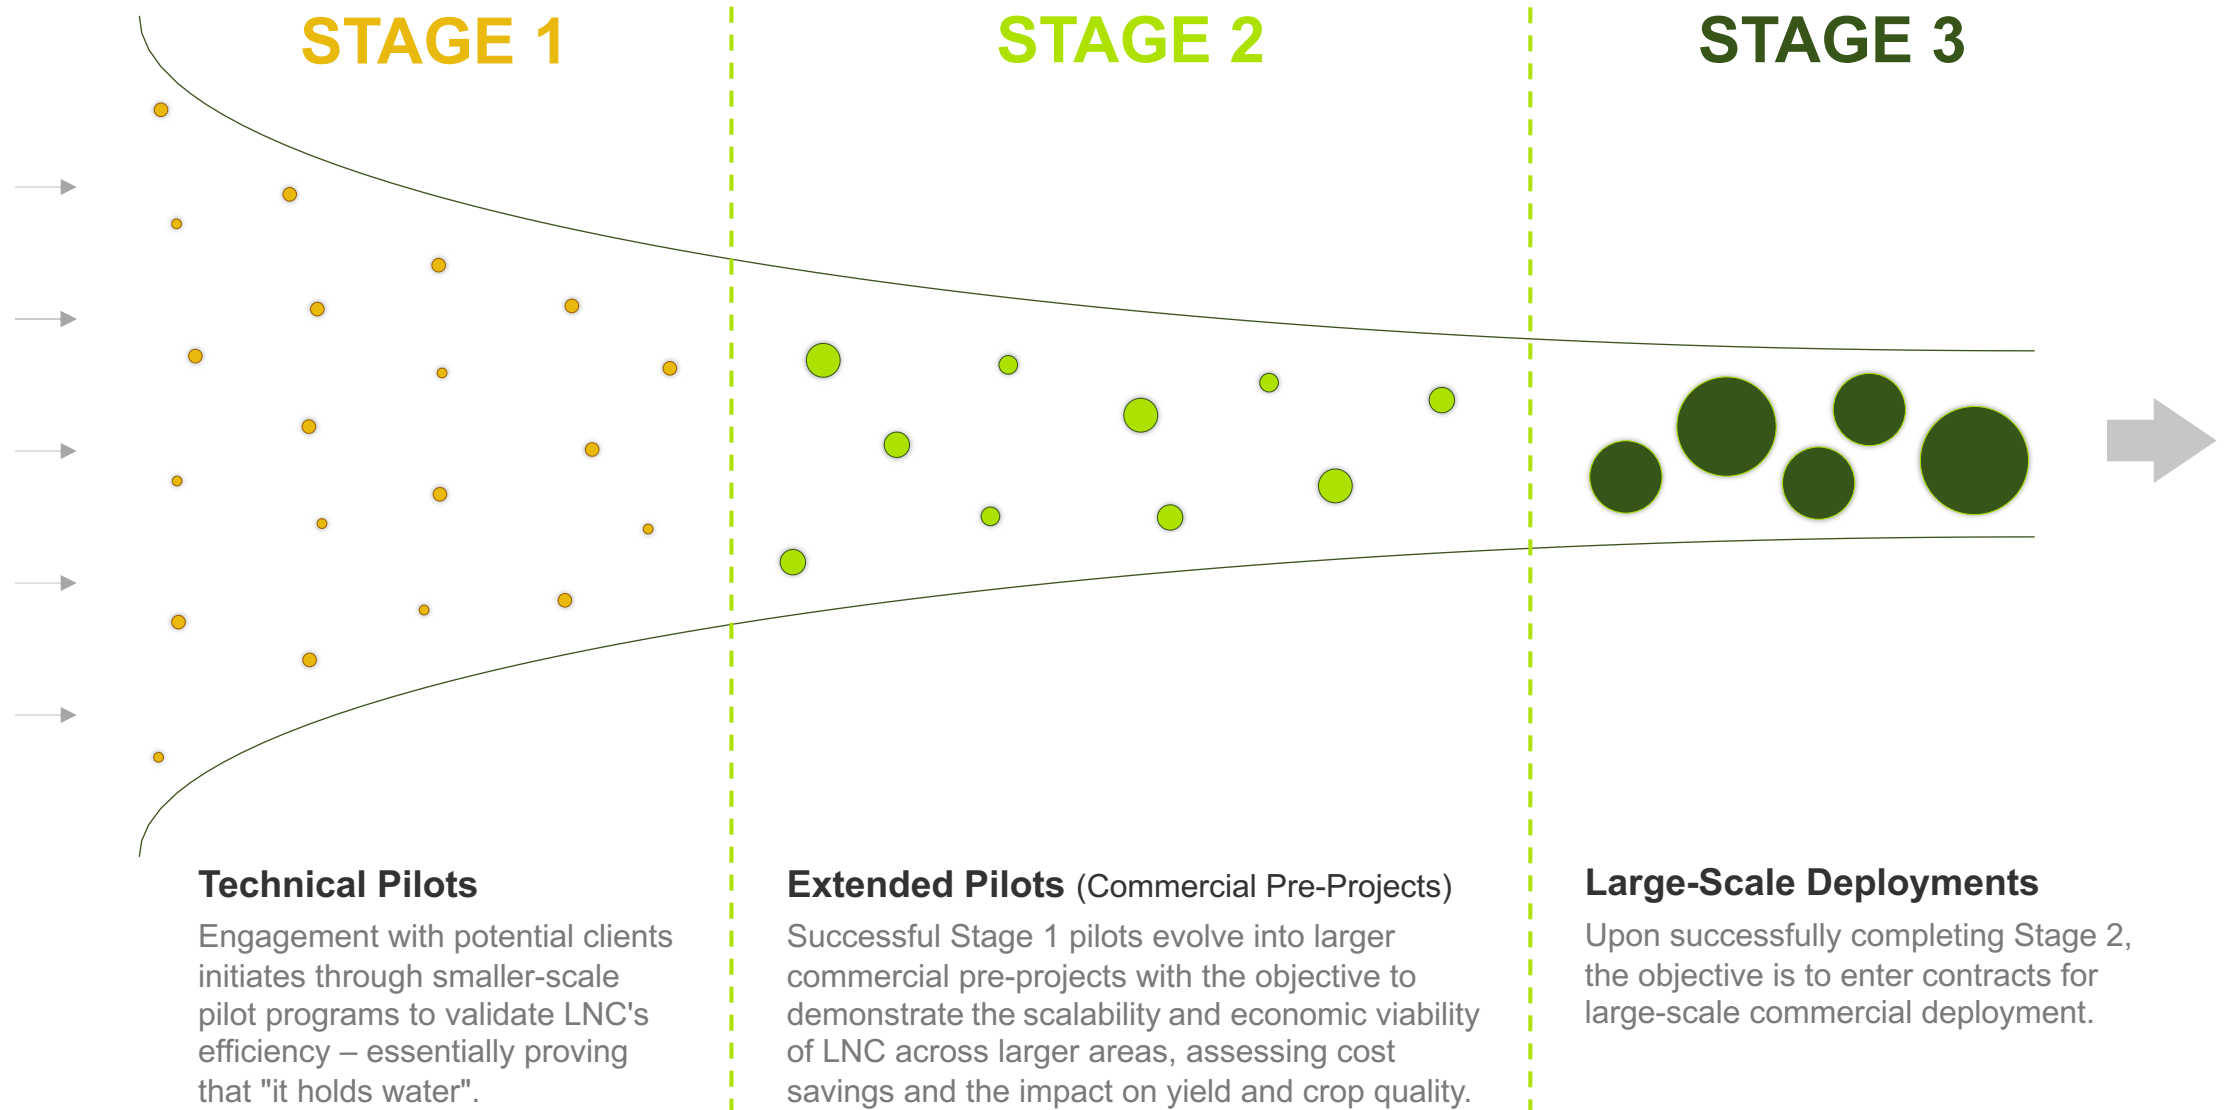 STAGE 1
STAGE 2
STAGE 3
Technical Pilots
Engagement with potential clients
initiates through smaller-scale
pilot programs to validate LNC's
efficiency – essentially proving
that "it holds water".
Extended Pilots (Commercial Pre-Projects)
Successful Stage 1 pilots evolve into larger
commercial pre-projects with the objective to
demonstrate the scalability and economic viability
of LNC across larger areas, assessing cost
savings and the impact on yield and crop quality.
Large-Scale Deployments
Upon successfully completing Stage 2,
the objective is to enter contracts for
large-scale commercial deployment.